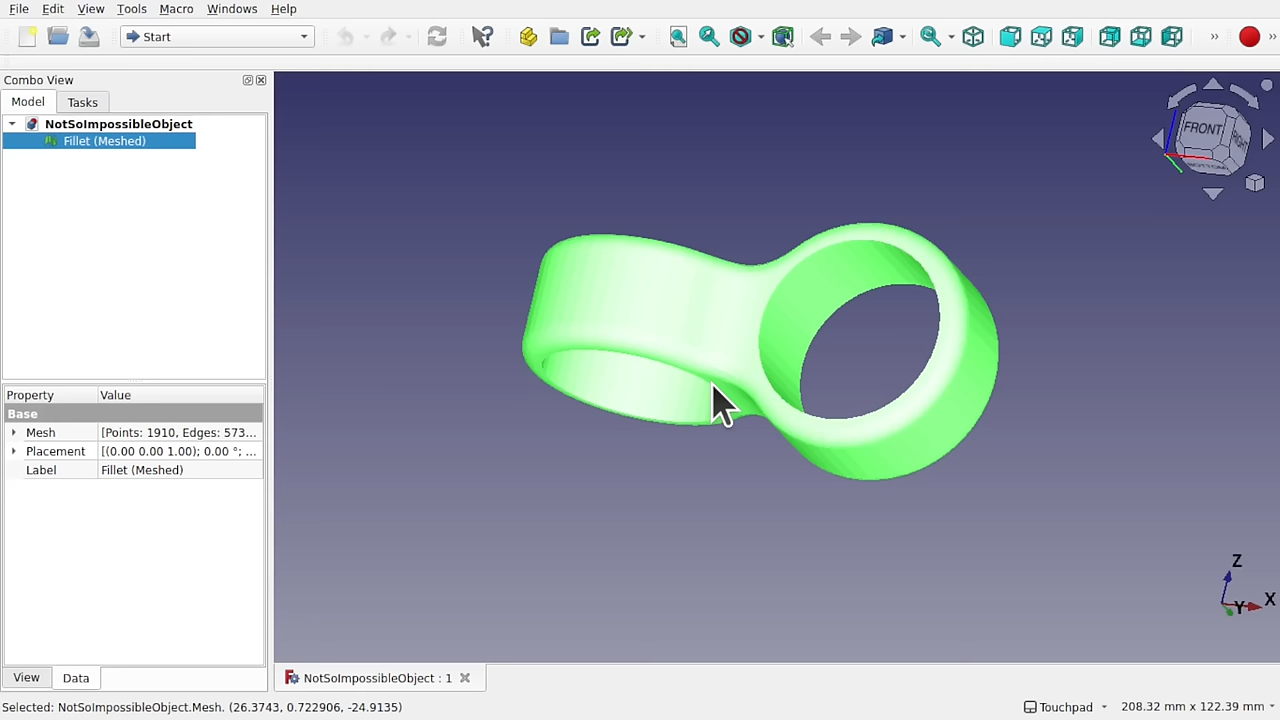 File Edit View Tools Macro Windows Help
Start
Combo View
Model Tasks
NotSoImpossibleObject
Fillet (Meshed)
FRONT
Property Value
Base
Mesh [Points: 1910, Edges: 573...
Placement [(0.00 0.00 1.00); 0.00 °; ...
Label Fillet (Meshed)
Z
X
Y
View Data
NotSoImpossibleObject : 1
Selected: NotSoImpossibleObject.Mesh. (26.3743, 0.722906, -24.9135)
Touchpad
208.32 mm x 122.39 mm